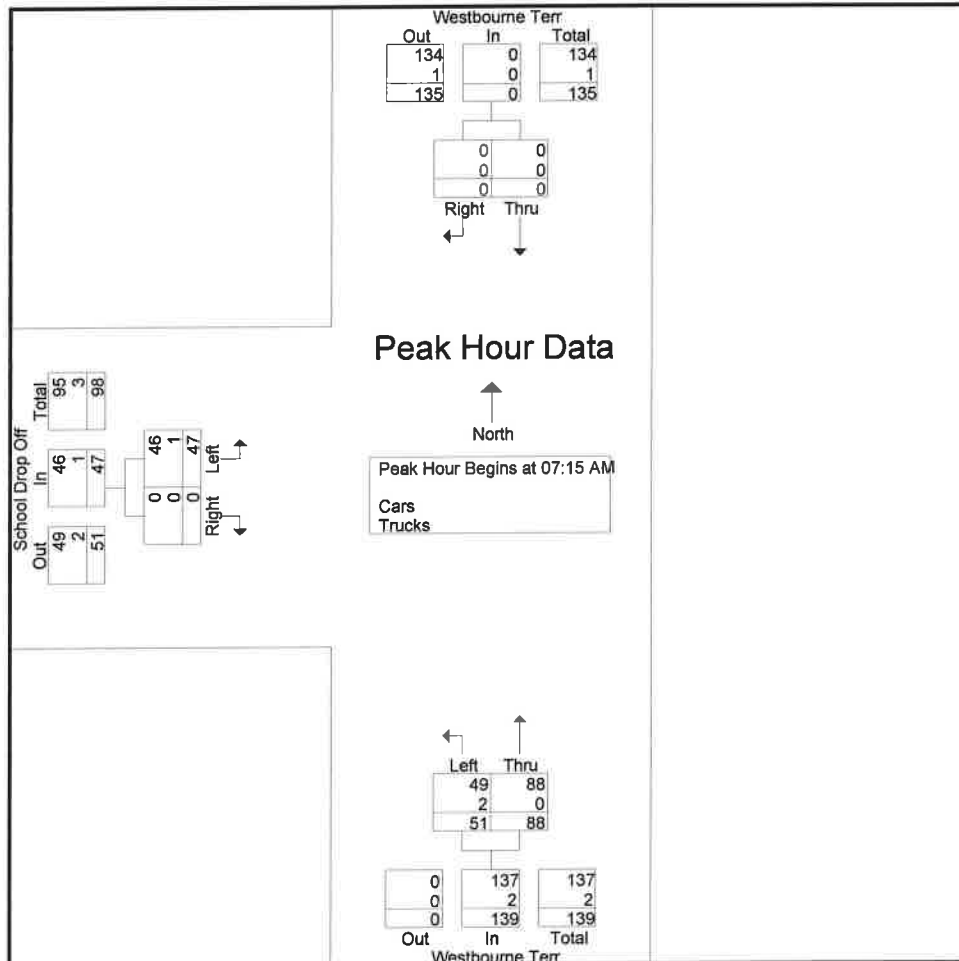 Westbourne Terr
Out In Total
134 0 134
1 0 1
135 0 135
0 0
0 0
0 0
Right Thru
Peak Hour Data
North
Peak Hour Begins at 07:15 AM
Cars
Trucks
School Drop Off
Out In Total
49 46 95
2 1 3
51 47 98
Right Left
0 46
0 1
0 47
Left Thru
49 88
2 0
51 88
0 137 137
0 2 2
0 139 139
Out In Total
Westbourne Terr